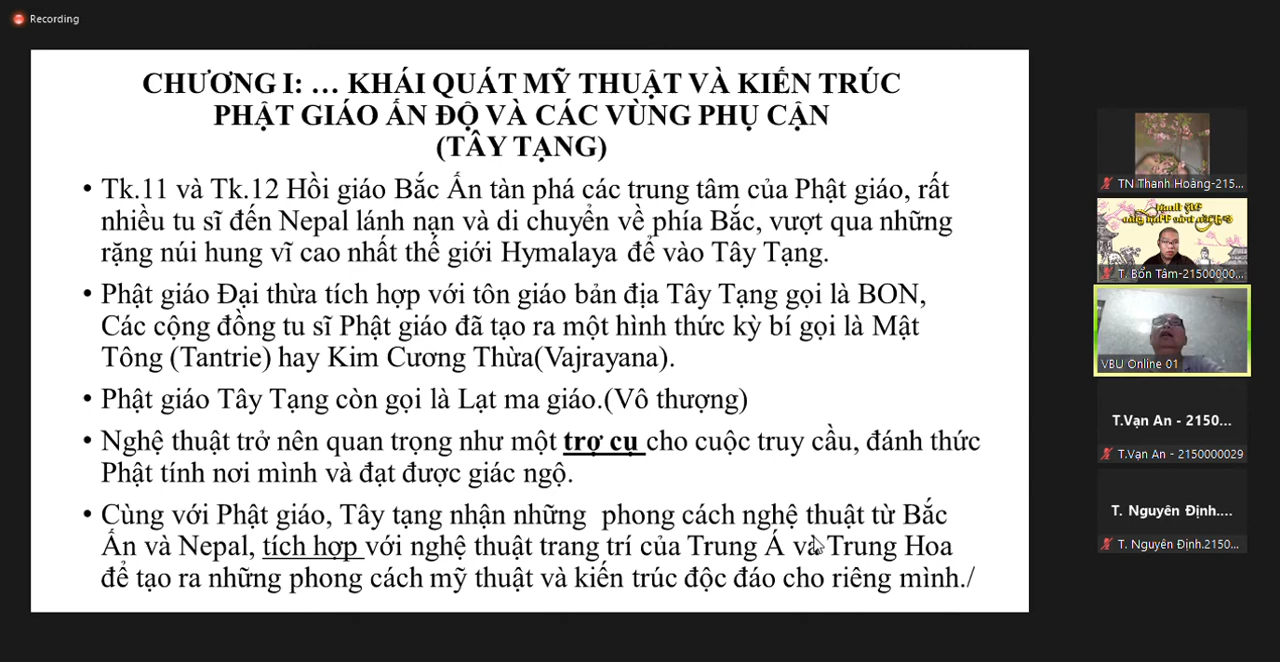 Recording
CHƯƠNG I: … KHÁI QUÁT MỸ THUẬT VÀ KIẾN TRÚC
PHẬT GIÁO ẤN ĐỘ VÀ CÁC VÙNG PHỤ CẬN
(TÂY TẠNG)
• Tk.11 và Tk.12 Hồi giáo Bắc Ấn tàn phá các trung tâm của Phật giáo, rất
nhiều tu sĩ đến Nepal lánh nạn và di chuyển về phía Bắc, vượt qua những
rặng núi hung vĩ cao nhất thế giới Hymalaya để vào Tây Tạng.
• Phật giáo Đại thừa tích hợp với tôn giáo bản địa Tây Tạng gọi là BON,
Các cộng đồng tu sĩ Phật giáo đã tạo ra một hình thức kỳ bí gọi là Mật
Tông (Tantrie) hay Kim Cương Thừa(Vajrayana).
• Phật giáo Tây Tạng còn gọi là Lạt ma giáo.(Vô thượng)
• Nghệ thuật trở nên quan trọng như một trợ cụ cho cuộc truy cầu, đánh thức
Phật tính nơi mình và đạt được giác ngộ.
• Cùng với Phật giáo, Tây tạng nhận những phong cách nghệ thuật từ Bắc
Ấn và Nepal, tích hợp với nghệ thuật trang trí của Trung Á và Trung Hoa
để tạo ra những phong cách mỹ thuật và kiến trúc độc đáo cho riêng mình./
TN Thanh Hoàng-215...
T. Bổn Tâm-21500000...
VBU Online 01
T.Vạn An - 2150...
T.Vạn An - 2150000029
T. Nguyên Định....
T. Nguyên Định.2150...